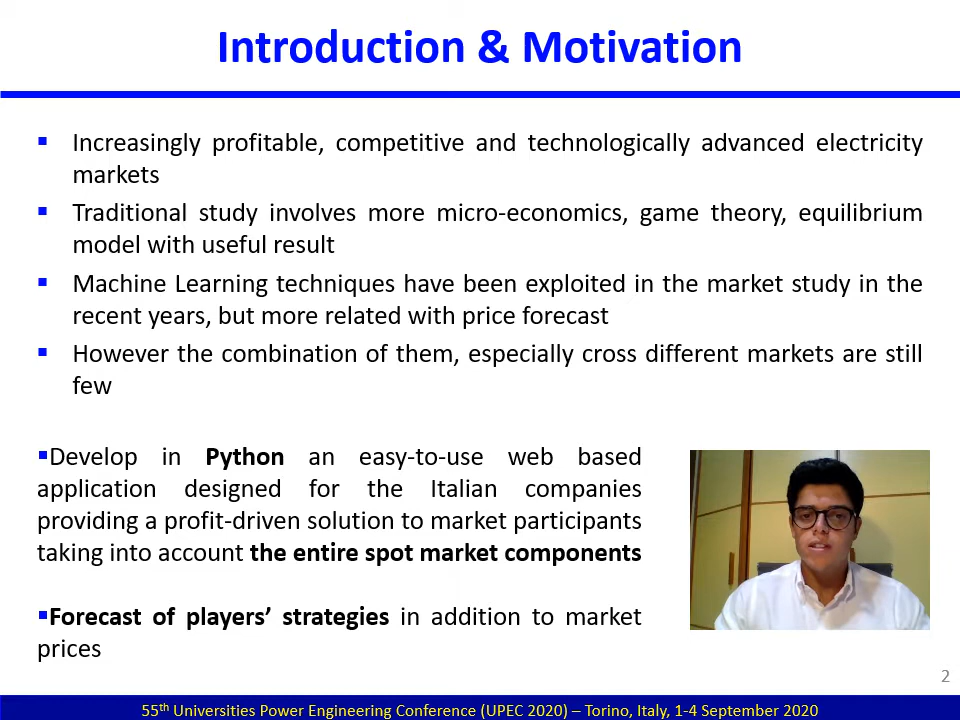 Introduction & Motivation
▪ Increasingly profitable, competitive and technologically advanced electricity
markets
▪ Traditional study involves more micro-economics, game theory, equilibrium
model with useful result
▪ Machine Learning techniques have been exploited in the market study in the
recent years, but more related with price forecast
▪ However the combination of them, especially cross different markets are still
few
▪Develop in Python an easy-to-use web based
application designed for the Italian companies
providing a profit-driven solution to market participants
taking into account the entire spot market components
▪Forecast of players’ strategies in addition to market
prices
2
55th Universities Power Engineering Conference (UPEC 2020) – Torino, Italy, 1-4 September 2020